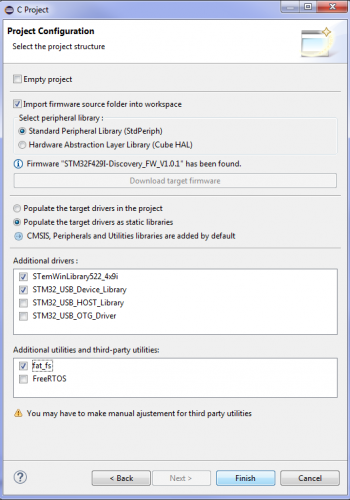 C Project
Project Configuration
Select the project structure
Empty project
Import firmware source folder into workspace
Select peripheral library :
Standard Peripheral Library (StdPeriph)
Hardware Abstraction Layer Library (Cube HAL)
Firmware "STM32F429I-Discovery_FW_V1.0.1" has been found.
Download target firmware
Populate the target drivers in the project
Populate the target drivers as static libraries
CMSIS, Peripherals and Utilities libraries are added by default
Additional drivers :
STemWinLibrary522_4x9i
STM32_USB_Device_Library
STM32_USB_HOST_Library
STM32_USB_OTG_Driver
Additional utilities and third-party utilities:
fat_fs
FreeRTOS
You may have to make manual ajustement for third party utilities
?
< Back Next > Finish Cancel